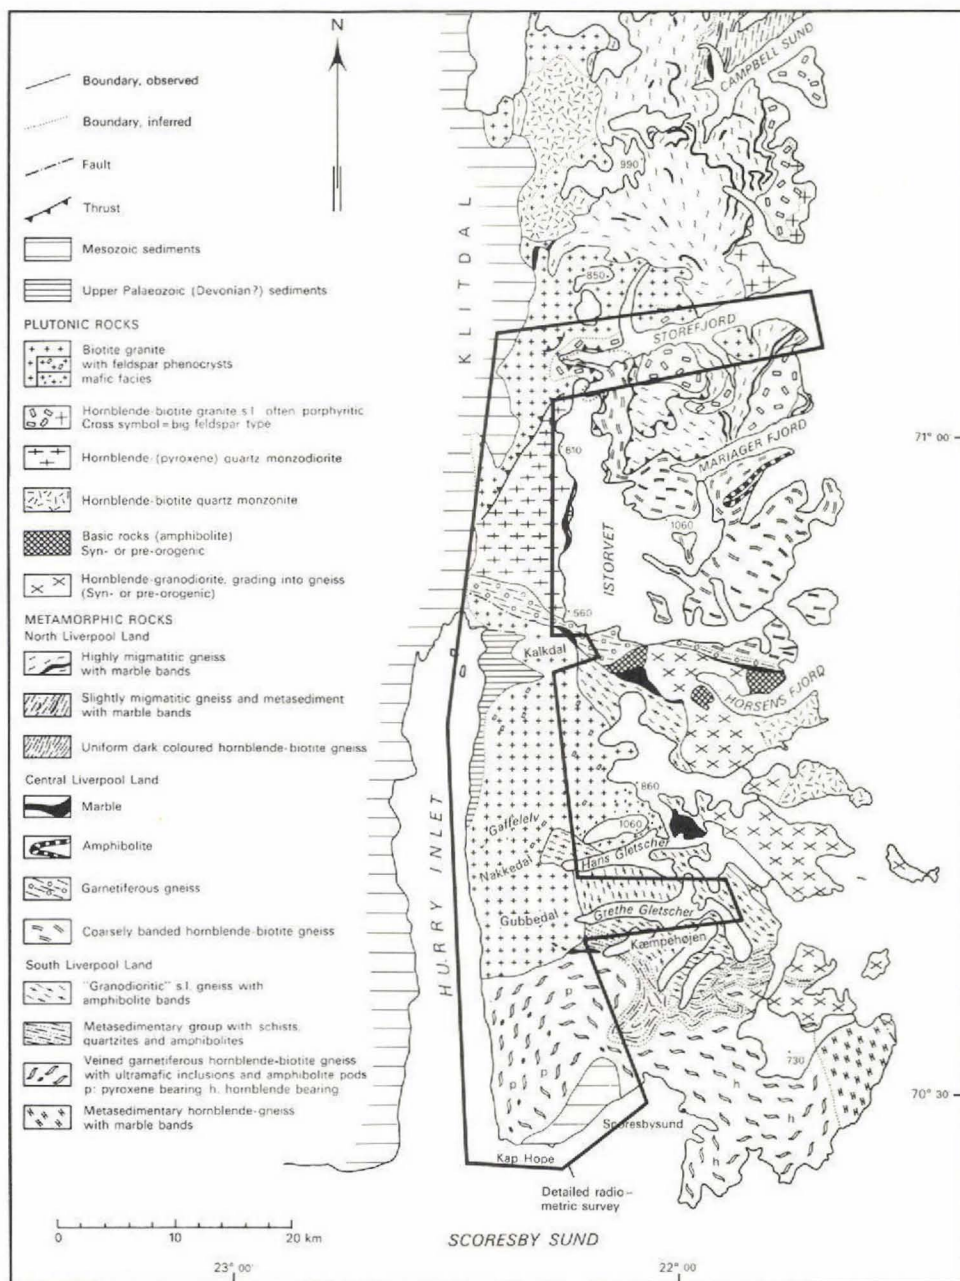 N
Boundary, observed
Boundary, inferred
Fault
Thrust
Mesozoic sediments
Upper Palaeozoic (Devonian?) sediments
PLUTONIC ROCKS
Biotite granite
with feldspar phenocrysts
mafic facies
Hornblende-biotite granite s.l. often porphyritic
Cross symbol = big feldspar type
Hornblende-(pyroxene) quartz monzodiorite
Hornblende-biotite quartz monzonite
Basic rocks (amphibolite)
Syn- or pre-orogenic
Hornblende-granodiorite, grading into gneiss
(Syn- or pre-orogenic)
METAMORPHIC ROCKS
North Liverpool Land
Highly migmatitic gneiss
with marble bands
Slightly migmatitic gneiss and metasediment
with marble bands
Uniform dark coloured hornblende-biotite gneiss
Central Liverpool Land
Marble
Amphibolite
Garnetiferous gneiss
Coarsely banded hornblende-biotite gneiss
South Liverpool Land
"Granodioritic" s.l. gneiss with
amphibolite bands
Metasedimentary group with schists,
quartzites and amphibolites
Veined garnetiferous hornblende-biotite gneiss
with ultramafic inclusions and amphibolite pods
p: pyroxene bearing h: hornblende bearing
Metasedimentary hornblende-gneiss
with marble bands
0 10 20 km
23° 00'
22° 00'
CAMPBELL SUND
990
KLITDAL
850
STOREFJORD
71° 00'
MARIAGER FJORD
810
1060
ISTORVET
560
Kalkdal
HORSENS FJORD
860
HURRY INLET
Gaffelelv
1060
Hans Gletscher
Nakkedal
Gubbedal
Grethe Gletscher
Kæmpehøjen
p
730
p
p
h
70° 30'
Scoresbysund
Kap Hope
h
h
Detailed radio-
metric survey
SCORESBY SUND